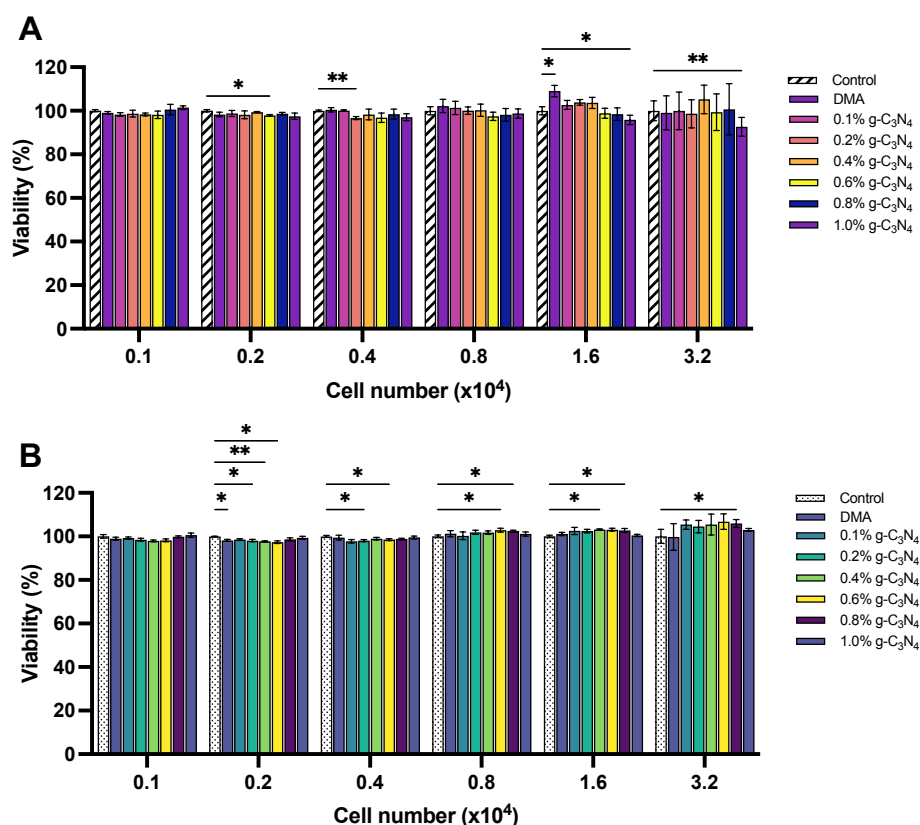 A
* ** * * **
120
100
80
60
40
20
0
Viability (%)
0.1 0.2 0.4 0.8 1.6 3.2
Cell number (x10⁴)
Control
DMA
0.1% g-C₃N₄
0.2% g-C₃N₄
0.4% g-C₃N₄
0.6% g-C₃N₄
0.8% g-C₃N₄
1.0% g-C₃N₄
B
*
**
* * * * *
* * * *
120
100
80
60
40
20
0
Viability (%)
0.1 0.2 0.4 0.8 1.6 3.2
Cell number (x10⁴)
Control
DMA
0.1% g-C₃N₄
0.2% g-C₃N₄
0.4% g-C₃N₄
0.6% g-C₃N₄
0.8% g-C₃N₄
1.0% g-C₃N₄